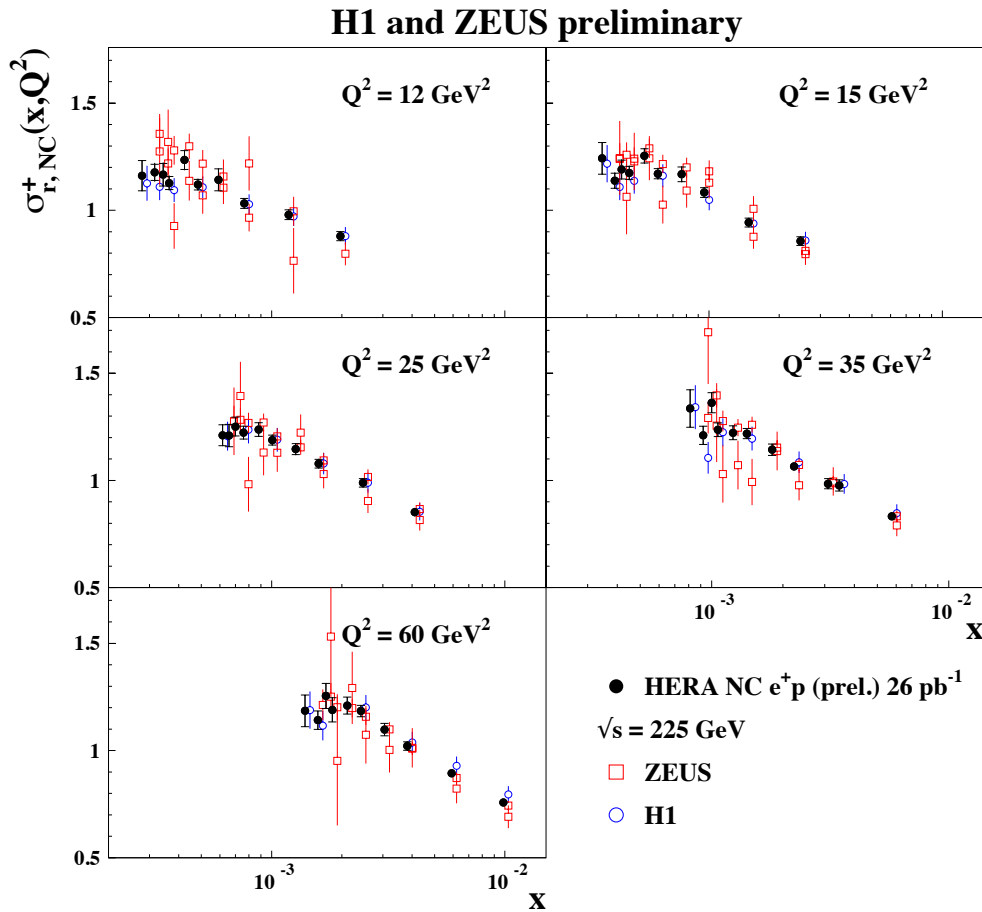 H1 and ZEUS preliminary
σ⁺r, NC(x,Q²)
Q² = 12 GeV²
Q² = 15 GeV²
1.5
1
0.5
Q² = 25 GeV²
Q² = 35 GeV²
1.5
1
0.5
10⁻³
10⁻²
x
Q² = 60 GeV²
1.5
1
0.5
10⁻³
10⁻²
x
HERA NC e⁺p (prel.) 26 pb⁻¹
√s = 225 GeV
ZEUS
H1